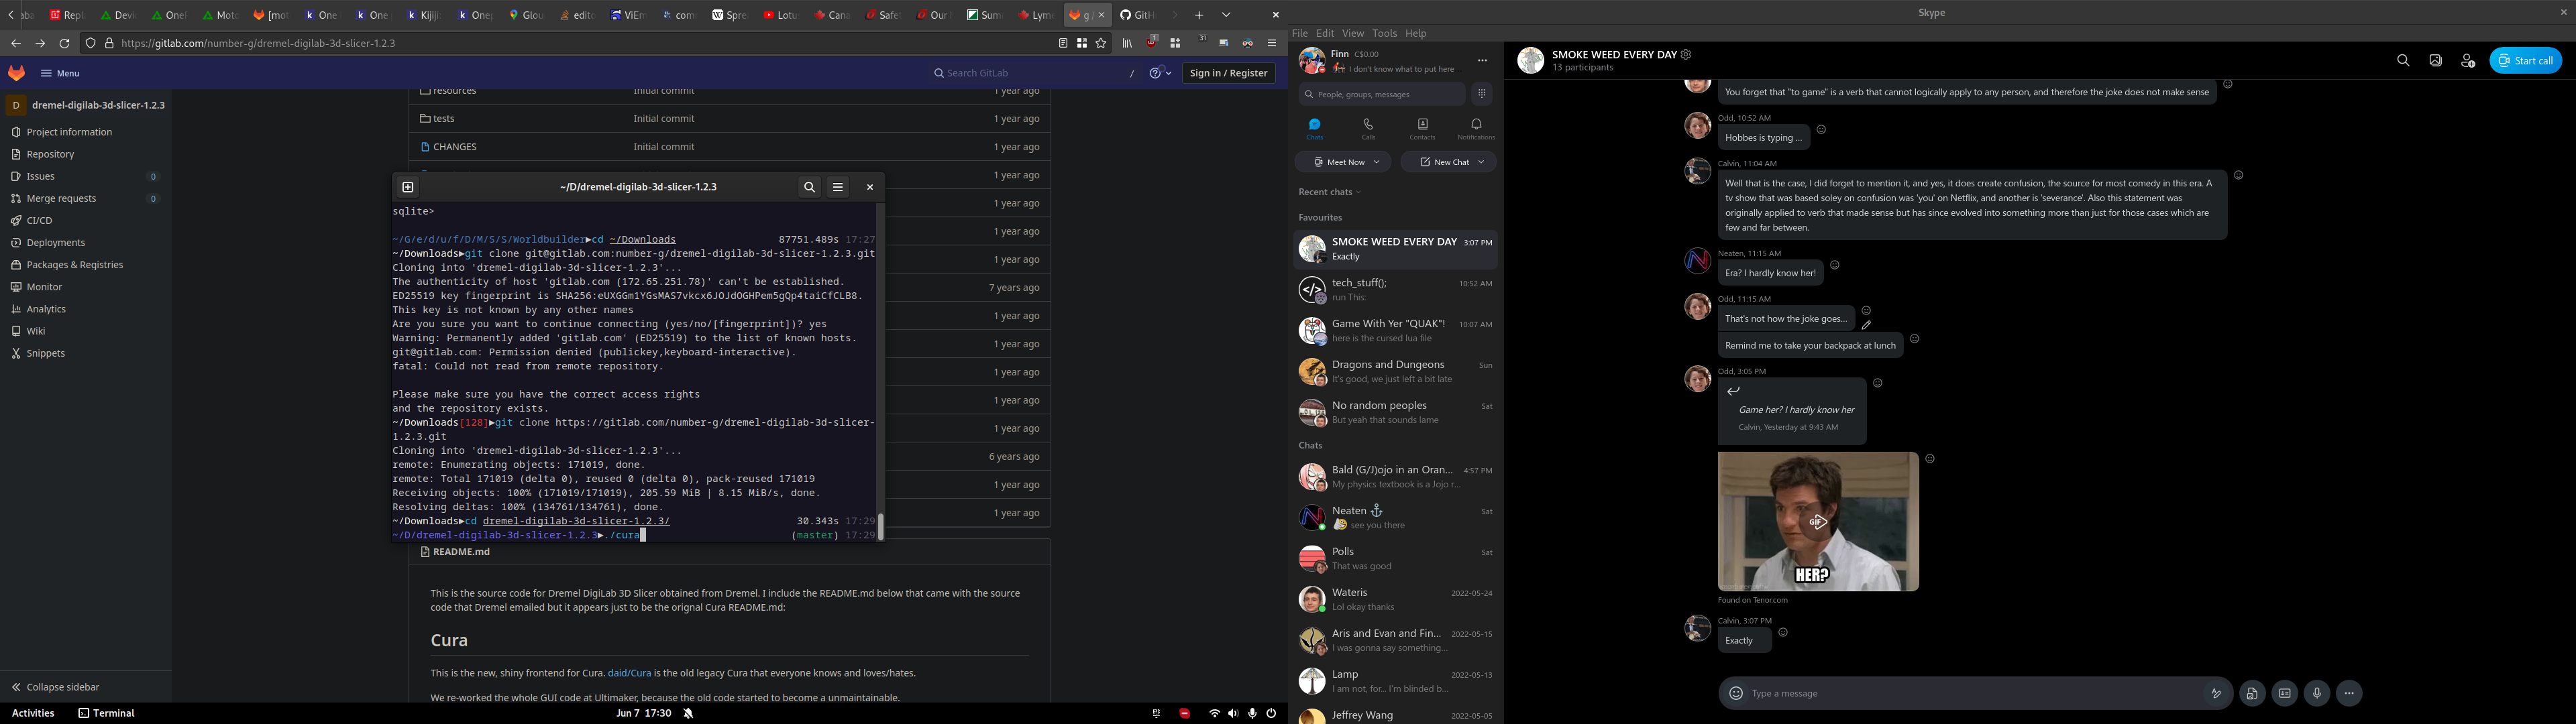 Repl
Devi
One
Moto
[mot
One
One
Kijiji
Onep
Glou
edito
ViEm
com
Spre
Lotus
Cana
Safet
Our
Sum
Lyme
g /
GitH
https://gitlab.com/number-g/dremel-digilab-3d-slicer-1.2.3
Menu
Search GitLab
/
Sign in / Register
D
dremel-digilab-3d-slicer-1.2.3
Project information
Repository
Issues 0
Merge requests 0
CI/CD
Deployments
Packages & Registries
Monitor
Analytics
Wiki
Snippets
Collapse sidebar
resources Initial commit 1 year ago
tests Initial commit 1 year ago
CHANGES Initial commit 1 year ago
1 year ago
1 year ago
1 year ago
1 year ago
7 years ago
1 year ago
1 year ago
1 year ago
1 year ago
1 year ago
6 years ago
1 year ago
1 year ago
~/D/dremel-digilab-3d-slicer-1.2.3
sqlite>
~/G/e/d/u/f/D/M/S/S/Worldbuilder▶cd ~/Downloads 87751.489s 17:27
~/Downloads▶git clone git@gitlab.com:number-g/dremel-digilab-3d-slicer-1.2.3.git
Cloning into 'dremel-digilab-3d-slicer-1.2.3'...
The authenticity of host 'gitlab.com (172.65.251.78)' can't be established.
ED25519 key fingerprint is SHA256:eUXGGm1YGsMAS7vkcx6JOJdOGHPem5gQp4taiCfCLB8.
This key is not known by any other names
Are you sure you want to continue connecting (yes/no/[fingerprint])? yes
Warning: Permanently added 'gitlab.com' (ED25519) to the list of known hosts.
git@gitlab.com: Permission denied (publickey,keyboard-interactive).
fatal: Could not read from remote repository.
Please make sure you have the correct access rights
and the repository exists.
~/Downloads[128]▶git clone https://gitlab.com/number-g/dremel-digilab-3d-slicer-
1.2.3.git
Cloning into 'dremel-digilab-3d-slicer-1.2.3'...
remote: Enumerating objects: 171019, done.
remote: Total 171019 (delta 0), reused 0 (delta 0), pack-reused 171019
Receiving objects: 100% (171019/171019), 205.59 MiB | 8.15 MiB/s, done.
Resolving deltas: 100% (134761/134761), done.
~/Downloads▶cd dremel-digilab-3d-slicer-1.2.3/ 30.343s 17:29
~/D/dremel-digilab-3d-slicer-1.2.3▶./cura (master) 17:29
README.md
This is the source code for Dremel DigiLab 3D Slicer obtained from Dremel. I include the README.md below that came with the source
code that Dremel emailed but it appears just to be the orignal Cura README.md:
Cura
This is the new, shiny frontend for Cura. daid/Cura is the old legacy Cura that everyone knows and loves/hates.
We re-worked the whole GUI code at Ultimaker, because the old code started to become a unmaintainable.
Activities
Terminal
Jun 7 17:30
Skype
File Edit View Tools Help
Finn C$0.00
I don't know what to put here ...
People, groups, messages
Chats
Calls
Contacts
Notifications
Meet Now
New Chat
Recent chats
Favourites
SMOKE WEED EVERY DAY 3:07 PM
Exactly
tech_stuff(); 10:52 AM
run This:
Game With Yer "QUAK"! 10:07 AM
here is the cursed lua file
Dragons and Dungeons Sun
It's good, we just left a bit late
No random peoples Sat
But yeah that sounds lame
Chats
Bald (G/J)ojo in an Oran... 4:57 PM
My physics textbook is a Jojo r...
Neaten ⚓ Sat
see you there
Polls Sat
That was good
Wateris 2022-05-24
Lol okay thanks
Aris and Evan and Fin... 2022-05-15
I was gonna say something...
Lamp 2022-05-13
I am not, for... I'm blinded b...
Jeffrey Wang 2022-05-05
SMOKE WEED EVERY DAY
13 participants
Start call
You forget that "to game" is a verb that cannot logically apply to any person, and therefore the joke does not make sense
Odd, 10:52 AM
Hobbes is typing ...
Calvin, 11:04 AM
Well that is the case, I did forget to mention it, and yes, it does create confusion, the source for most comedy in this era. A
tv show that was based soley on confusion was 'you' on Netflix, and another is 'severance'. Also this statement was
originally applied to verb that made sense but has since evolved into something more than just for those cases which are
few and far between.
Neaten, 11:15 AM
Era? I hardly know her!
Odd, 11:15 AM
That's not how the joke goes...
Remind me to take your backpack at lunch
Odd, 3:05 PM
Game her? I hardly know her
Calvin, Yesterday at 9:43 AM
GIF
HER?
Found on Tenor.com
Calvin, 3:07 PM
Exactly
Type a message